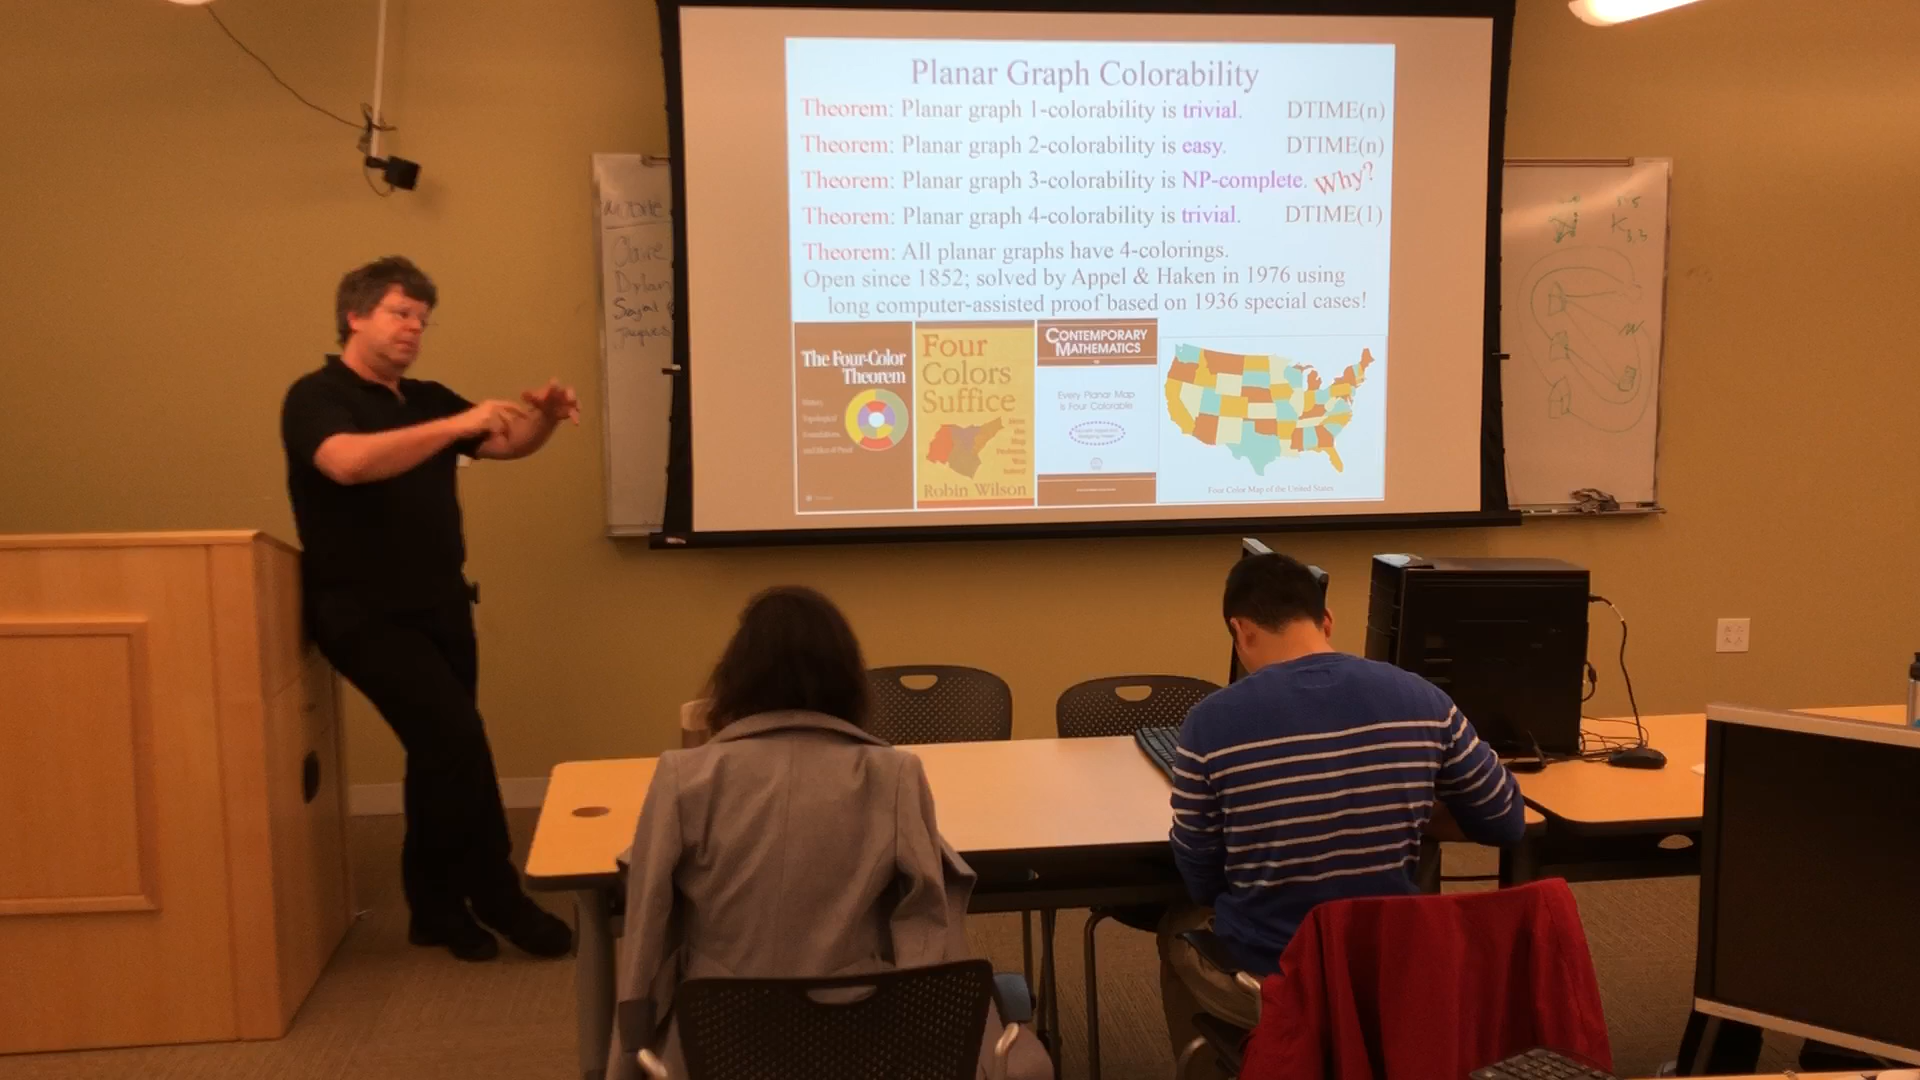 Planar Graph Colorability
Theorem: Planar graph 1-colorability is trivial. DTIME(n)
Theorem: Planar graph 2-colorability is easy. DTIME(n)
Theorem: Planar graph 3-colorability is NP-complete. Why?
Theorem: Planar graph 4-colorability is trivial. DTIME(1)
Theorem: All planar graphs have 4-colorings.
Open since 1852; solved by Appel & Haken in 1976 using
long computer-assisted proof based on 1936 special cases!
The Four-Color
Theorem
Four
Colors
Suffice
Robin Wilson
CONTEMPORARY
MATHEMATICS
Every Planar Map
is Four Colorable
Four Color Map of the United States
Claire
Dylan
K3,3